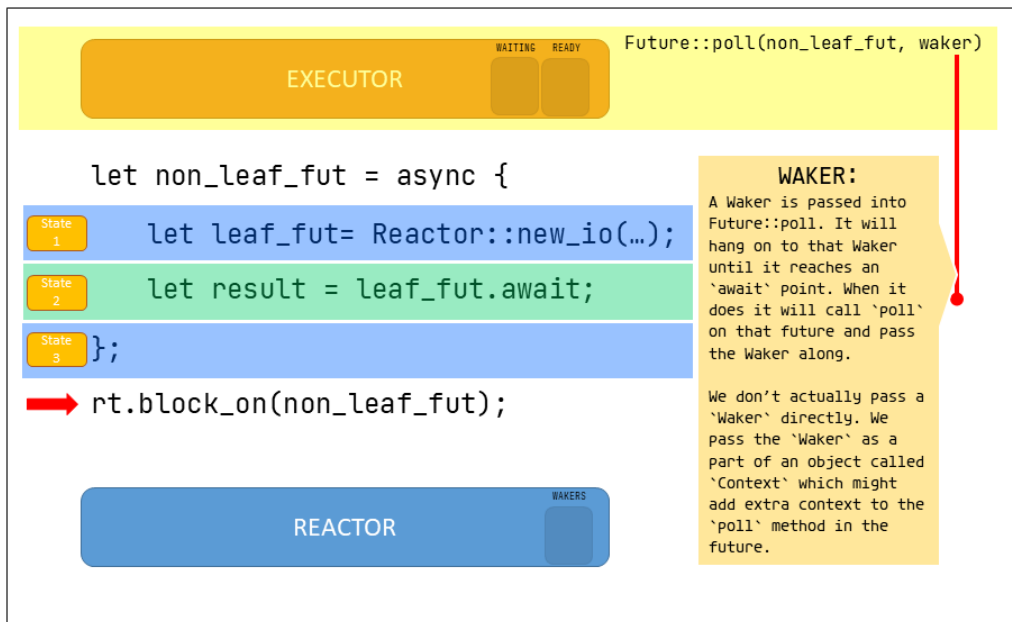 WAITING READY
Future::poll(non_leaf_fut, waker)
EXECUTOR
let non_leaf_fut = async {
State
1
let leaf_fut= Reactor::new_io(…);
State
2
let result = leaf_fut.await;
State
3
};
rt.block_on(non_leaf_fut);
WAKER:
A Waker is passed into
Future::poll. It will
hang on to that Waker
until it reaches an
`await` point. When it
does it will call `poll`
on that future and pass
the Waker along.
We don’t actually pass a
`Waker` directly. We
pass the `Waker` as a
part of an object called
`Context` which might
add extra context to the
`poll` method in the
future.
WAKERS
REACTOR